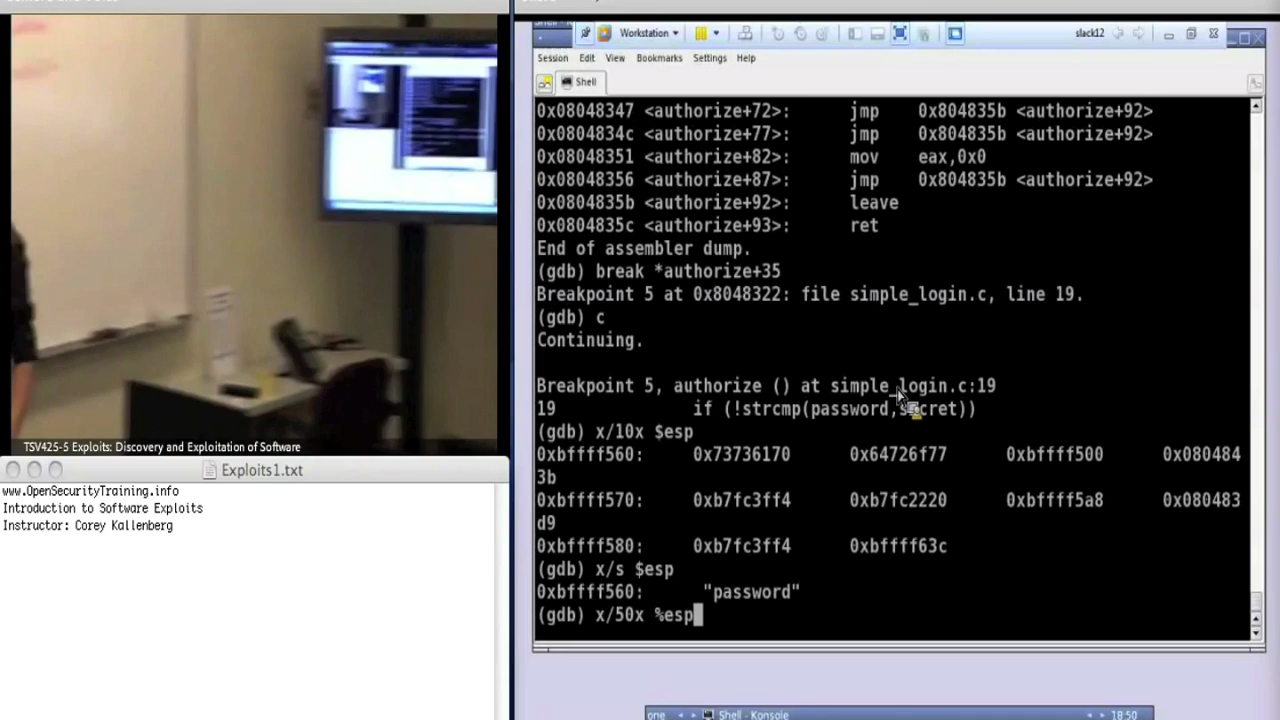 Workstation
slack12
Session Edit View Bookmarks Settings Help
Shell
0x08048347 <authorize+72>: jmp 0x804835b <authorize+92>
0x0804834c <authorize+77>: jmp 0x804835b <authorize+92>
0x08048351 <authorize+82>: mov eax,0x0
0x08048356 <authorize+87>: jmp 0x804835b <authorize+92>
0x0804835b <authorize+92>: leave
0x0804835c <authorize+93>: ret
End of assembler dump.
(gdb) break *authorize+35
Breakpoint 5 at 0x8048322: file simple_login.c, line 19.
(gdb) c
Continuing.
Breakpoint 5, authorize () at simple_login.c:19
19 if (!strcmp(password,secret))
(gdb) x/10x $esp
0xbffff560: 0x73736170 0x64726f77 0xbffff500 0x080484
3b
0xbffff570: 0xb7fc3ff4 0xb7fc2220 0xbffff5a8 0x080483
d9
0xbffff580: 0xb7fc3ff4 0xbffff63c
(gdb) x/s $esp
0xbffff560: "password"
(gdb) x/50x %esp
TSV425-5 Exploits: Discovery and Exploitation of Software
Exploits1.txt
www.OpenSecurityTraining.info
Introduction to Software Exploits
Instructor: Corey Kallenberg
one Shell - Konsole 18:50